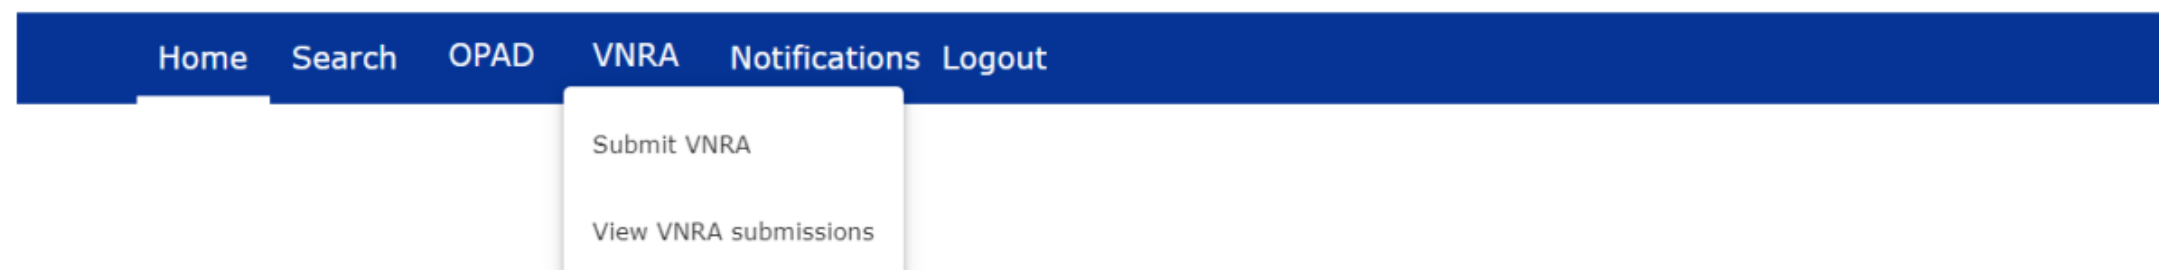 Home Search OPAD VNRA Notifications Logout
Submit VNRA
View VNRA submissions